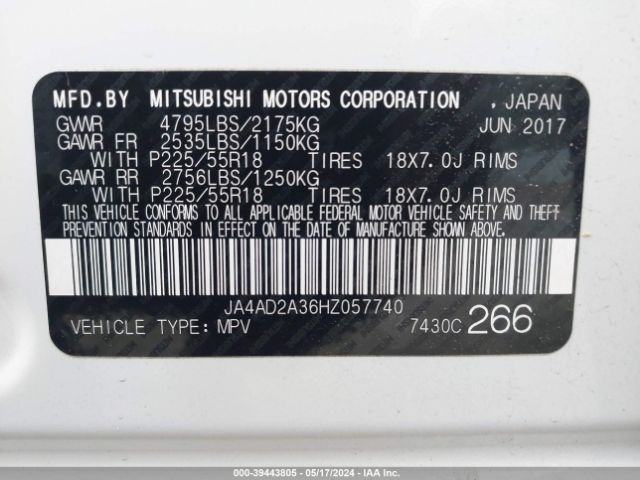 MFD.BY MITSUBISHI MOTORS CORPORATION , JAPAN
GVWR 4795LBS/2175KG JUN 2017
GAWR FR 2535LBS/1150KG
WITH P225/55R18 TIRES 18X7.0J RIMS
GAWR RR 2756LBS/1250KG
WITH P225/55R18 TIRES 18X7.0J RIMS
THIS VEHICLE CONFORMS TO ALL APPLICABLE FEDERAL MOTOR VEHICLE SAFETY AND THEFT
PREVENTION STANDARDS IN EFFECT ON THE DATE OF MANUFACTURE SHOWN ABOVE.
JA4AD2A36HZ057740
VEHICLE TYPE: MPV 7430C 266
000-39443805 - 05/17/2024 - IAA, Inc.